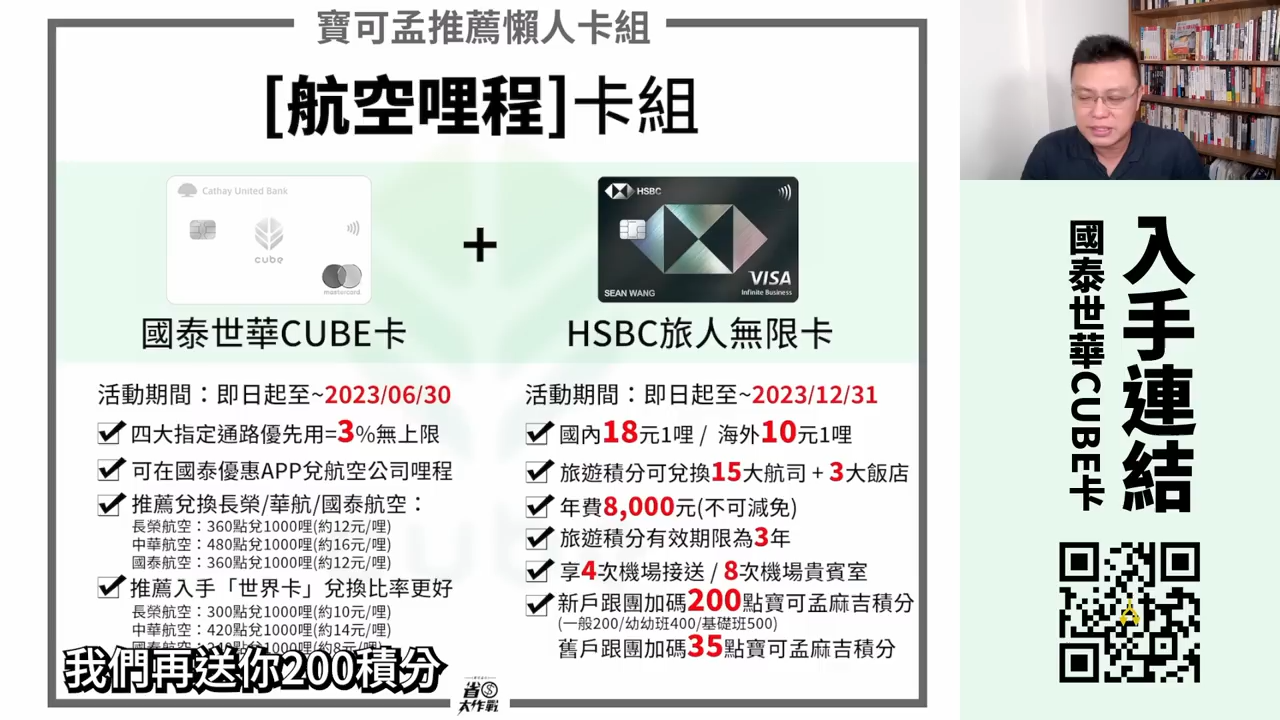 寶可孟推薦懶人卡組
[航空哩程]卡組
Cathay United Bank
cube
mastercard.
+
HSBC
VISA
Infinite Business
SEAN WANG
國泰世華CUBE卡
HSBC旅人無限卡
活動期間：即日起至~2023/06/30
四大指定通路優先用=3%無上限
可在國泰優惠APP兌航空公司哩程
推薦兌換長榮/華航/國泰航空：
長榮航空：360點兌1000哩(約12元/哩)
中華航空：480點兌1000哩(約16元/哩)
國泰航空：360點兌1000哩(約12元/哩)
推薦入手「世界卡」兌換比率更好
長榮航空：300點兌1000哩(約10元/哩)
中華航空：420點兌1000哩(約14元/哩)
活動期間：即日起至~2023/12/31
國內18元1哩 / 海外10元1哩
旅遊積分可兌換15大航司 + 3大飯店
年費8,000元(不可減免)
旅遊積分有效期限為3年
享4次機場接送 / 8次機場貴賓室
新戶跟團加碼200點寶可孟麻吉積分
(一般200/幼幼班400/基礎班500)
舊戶跟團加碼35點寶可孟麻吉積分
我們再送你200積分
省
大作戰
入手連結
國泰世華CUBE卡